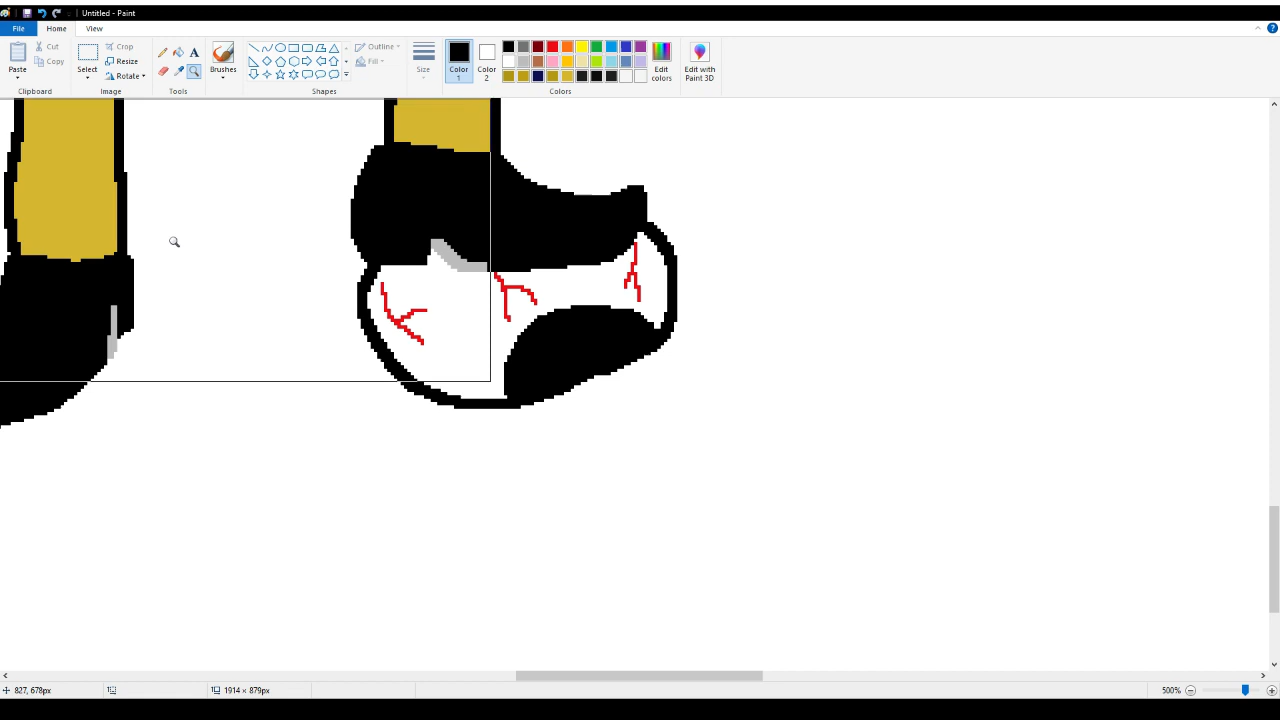 Untitled - Paint
File Home View
Paste
Cut
Copy
Clipboard
Select
Crop
Resize
Rotate
Image
A
Tools
Brushes
Outline
Fill
Shapes
Size
Color 1
Color 2
Edit colors
Colors
Edit with Paint 3D
827, 678px
1914 × 879px
500%